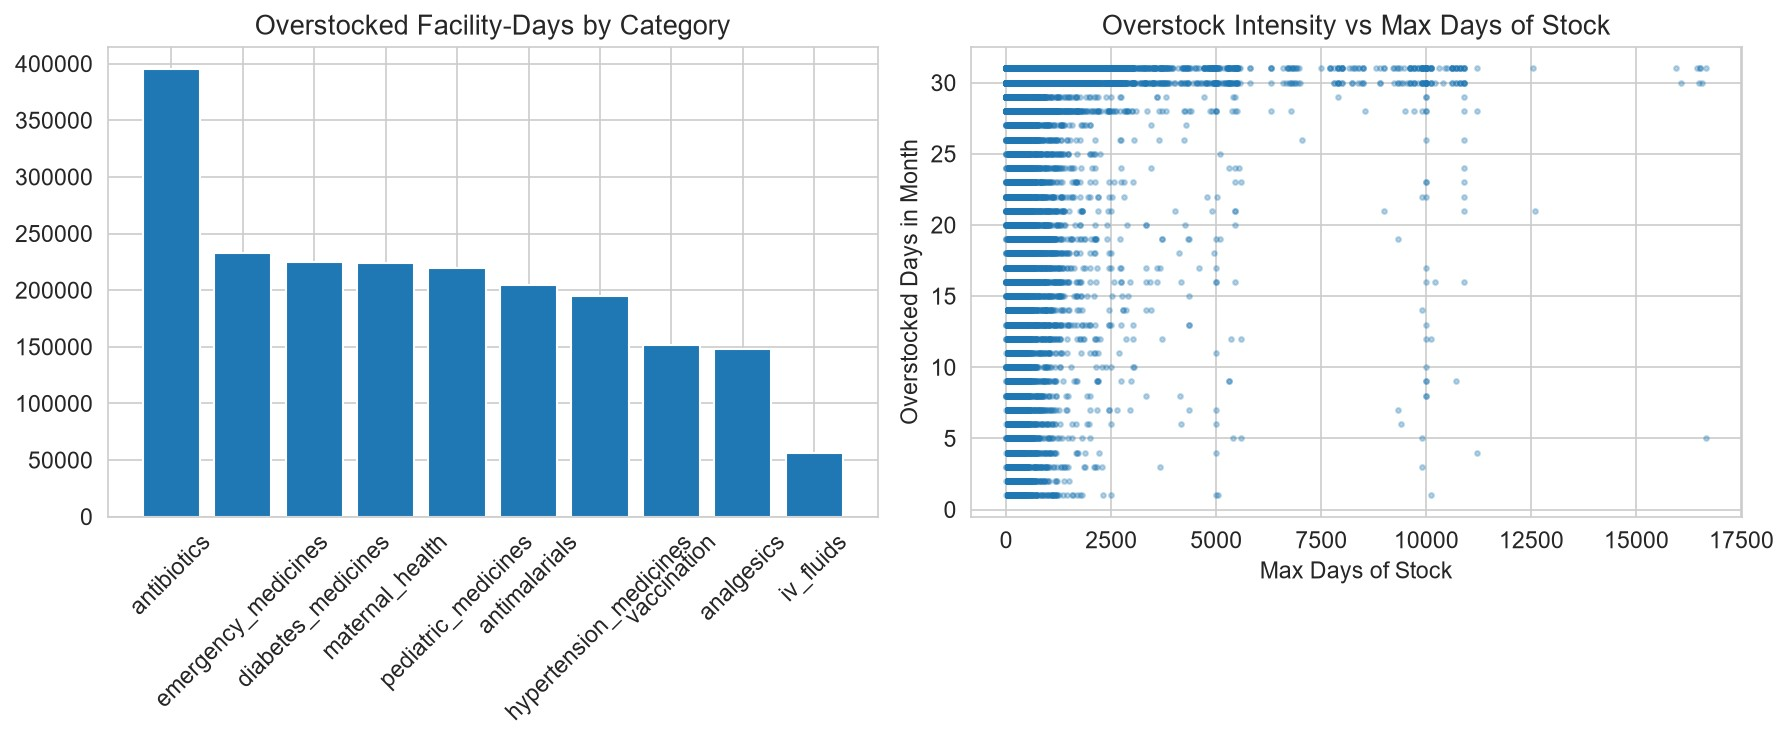 Overstocked Facility-Days by Category
400000
350000
300000
250000
200000
150000
100000
50000
0
antibiotics
emergency_medicines
diabetes_medicines
maternal_health
pediatric_medicines
antimalarials
hypertension_medicines
vaccination
analgesics
iv_fluids
Overstock Intensity vs Max Days of Stock
Overstocked Days in Month
30
25
20
15
10
5
0
0 2500 5000 7500 10000 12500 15000 17500
Max Days of Stock